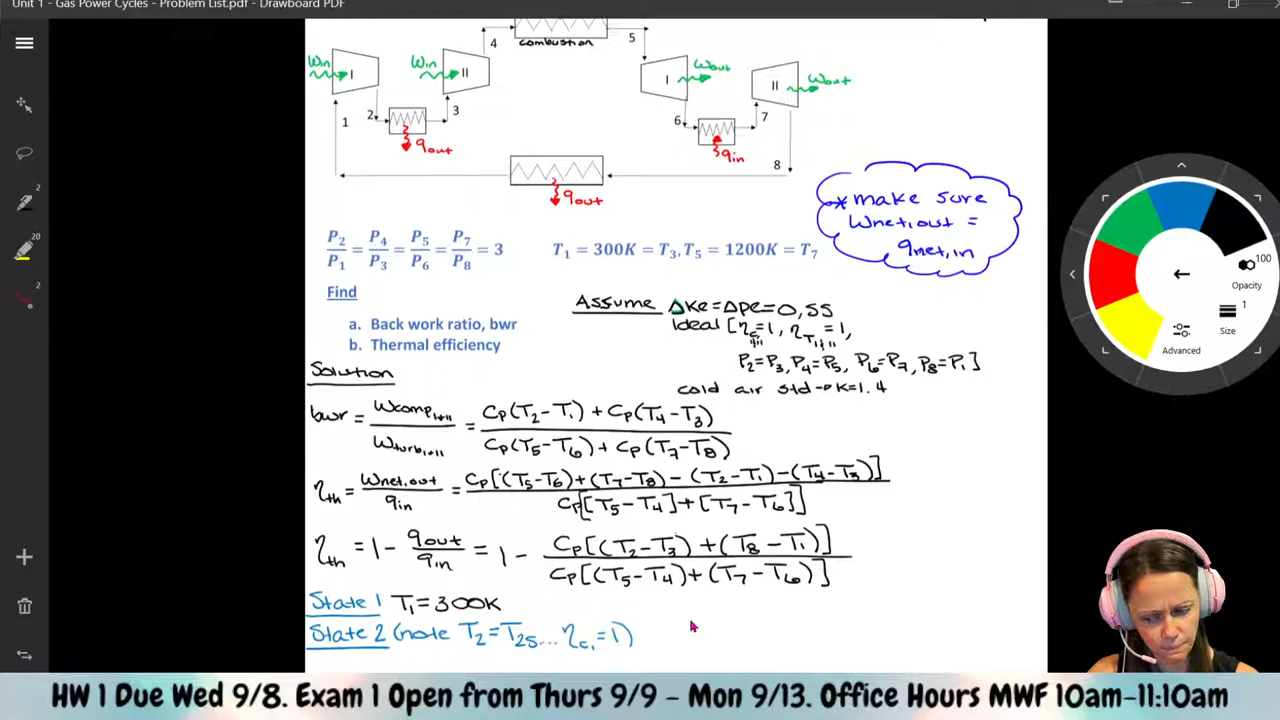 Unit 1 - Gas Power Cycles - Problem List.pdf - Drawboard PDF
combustion
4
5
Win
I
Win
II
I
Wout
II
Wout
1
2
3
qout
6
7
qin
8
qout
* make sure
Wnet,out =
qnet,in
P2/P1 = P4/P3 = P5/P6 = P7/P8 = 3
T1 = 300K = T3, T5 = 1200K = T7
Find
a. Back work ratio, bwr
b. Thermal efficiency
Assume ΔKe=ΔPe=0, SS
Ideal [ηc I,II=1, ηT I,II=1,
P2=P3, P4=P5, P6=P7, P8=P1]
cold air std → K=1.4
Solution
bwr = Wcomp I+II / Wturb I+II = Cp(T2-T1) + Cp(T4-T3) / Cp(T5-T6) + Cp(T7-T8)
ηth = Wnet,out / qin = Cp[(T5-T6)+(T7-T8) - (T2-T1) - (T4-T3)] / Cp[[T5-T4]+[T7-T6]]
ηth = 1 - qout / qin = 1 - Cp[(T2-T3) + (T8-T1)] / Cp[(T5-T4)+(T7-T6)]
State 1 T1=300K
State 2 (note T2=T2s... ηc,=1)
2
20
2
100
Opacity
1
Size
Advanced
HW 1 Due Wed 9/8. Exam 1 Open from Thurs 9/9 - Mon 9/13. Office Hours MWF 10am-11:10am